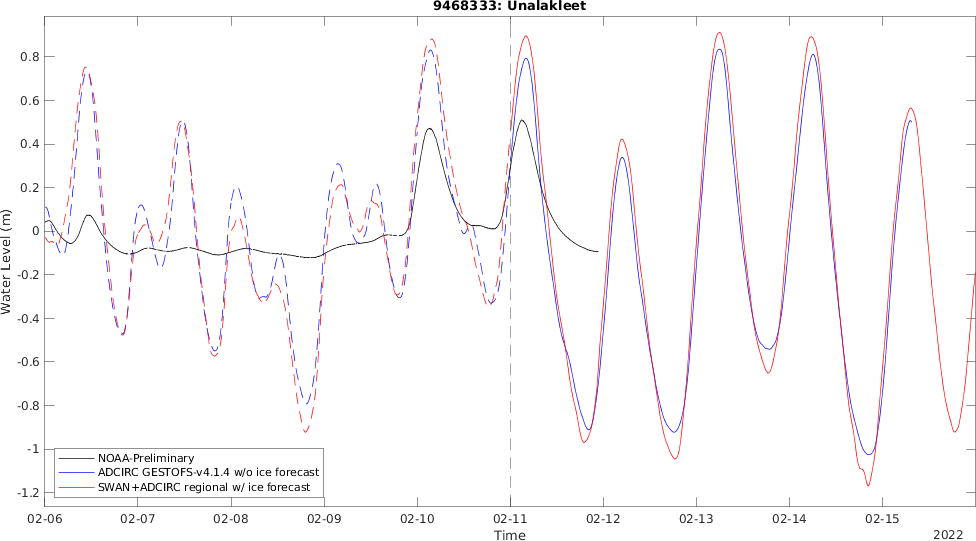 9468333: Unalakleet
Water Level (m)
0.8
0.6
0.4
0.2
0
-0.2
-0.4
-0.6
-0.8
-1
-1.2
NOAA-Preliminary
ADCIRC GESTOFS-v4.1.4 w/o ice forecast
SWAN+ADCIRC regional w/ ice forecast
02-06 02-07 02-08 02-09 02-10 02-11 02-12 02-13 02-14 02-15
Time
2022